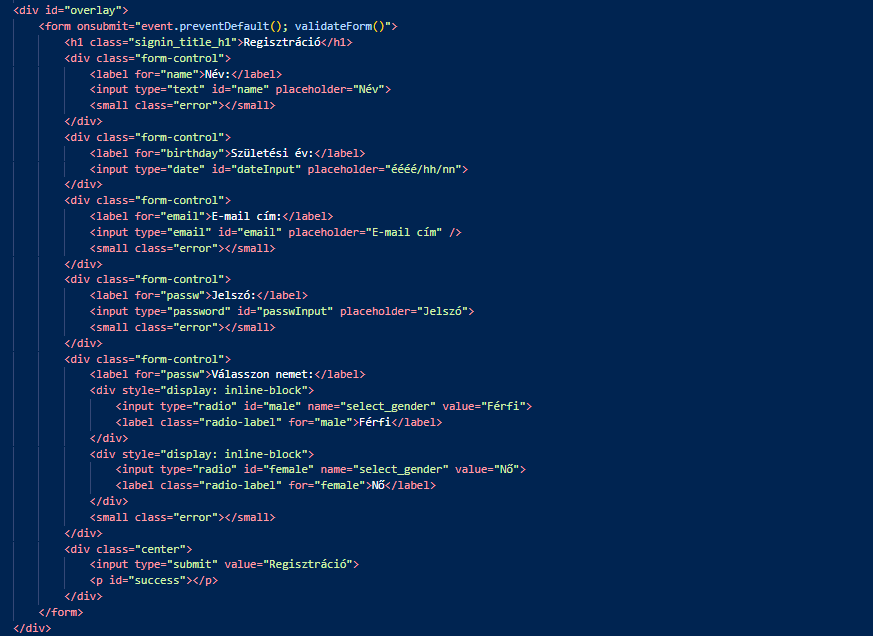 <div id="overlay">
<form onsubmit="event.preventDefault(); validateForm()">
<h1 class="signin_title_h1">Regisztráció</h1>
<div class="form-control">
<label for="name">Név:</label>
<input type="text" id="name" placeholder="Név">
<small class="error"></small>
</div>
<div class="form-control">
<label for="birthday">Születési év:</label>
<input type="date" id="dateInput" placeholder="éééé/hh/nn">
</div>
<div class="form-control">
<label for="email">E-mail cím:</label>
<input type="email" id="email" placeholder="E-mail cím" />
<small class="error"></small>
</div>
<div class="form-control">
<label for="passw">Jelszó:</label>
<input type="password" id="passwInput" placeholder="Jelszó">
<small class="error"></small>
</div>
<div class="form-control">
<label for="passw">Válasszon nemet:</label>
<div style="display: inline-block">
<input type="radio" id="male" name="select_gender" value="Férfi">
<label class="radio-label" for="male">Férfi</label>
</div>
<div style="display: inline-block">
<input type="radio" id="female" name="select_gender" value="Nő">
<label class="radio-label" for="female">Nő</label>
</div>
<small class="error"></small>
</div>
<div class="center">
<input type="submit" value="Regisztráció">
<p id="success"></p>
</div>
</form>
</div>